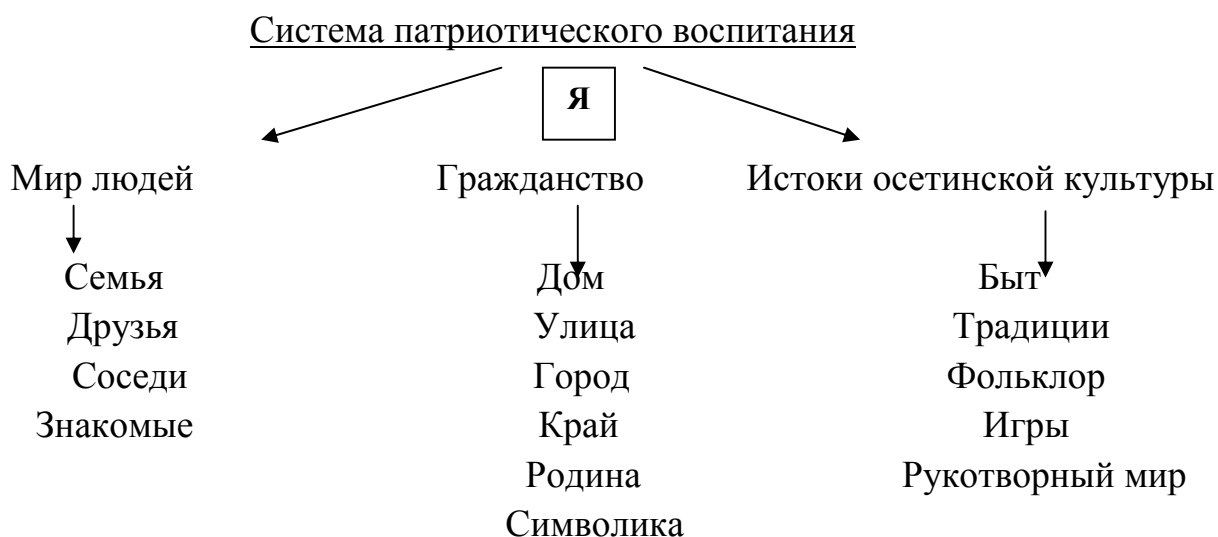 Система патриотического воспитания
Я
Мир людей Гражданство Истоки осетинской культуры
Семья Дом Быт
Друзья Улица Традиции
Соседи Город Фольклор
Знакомые Край Игры
Родина Рукотворный мир
Символика